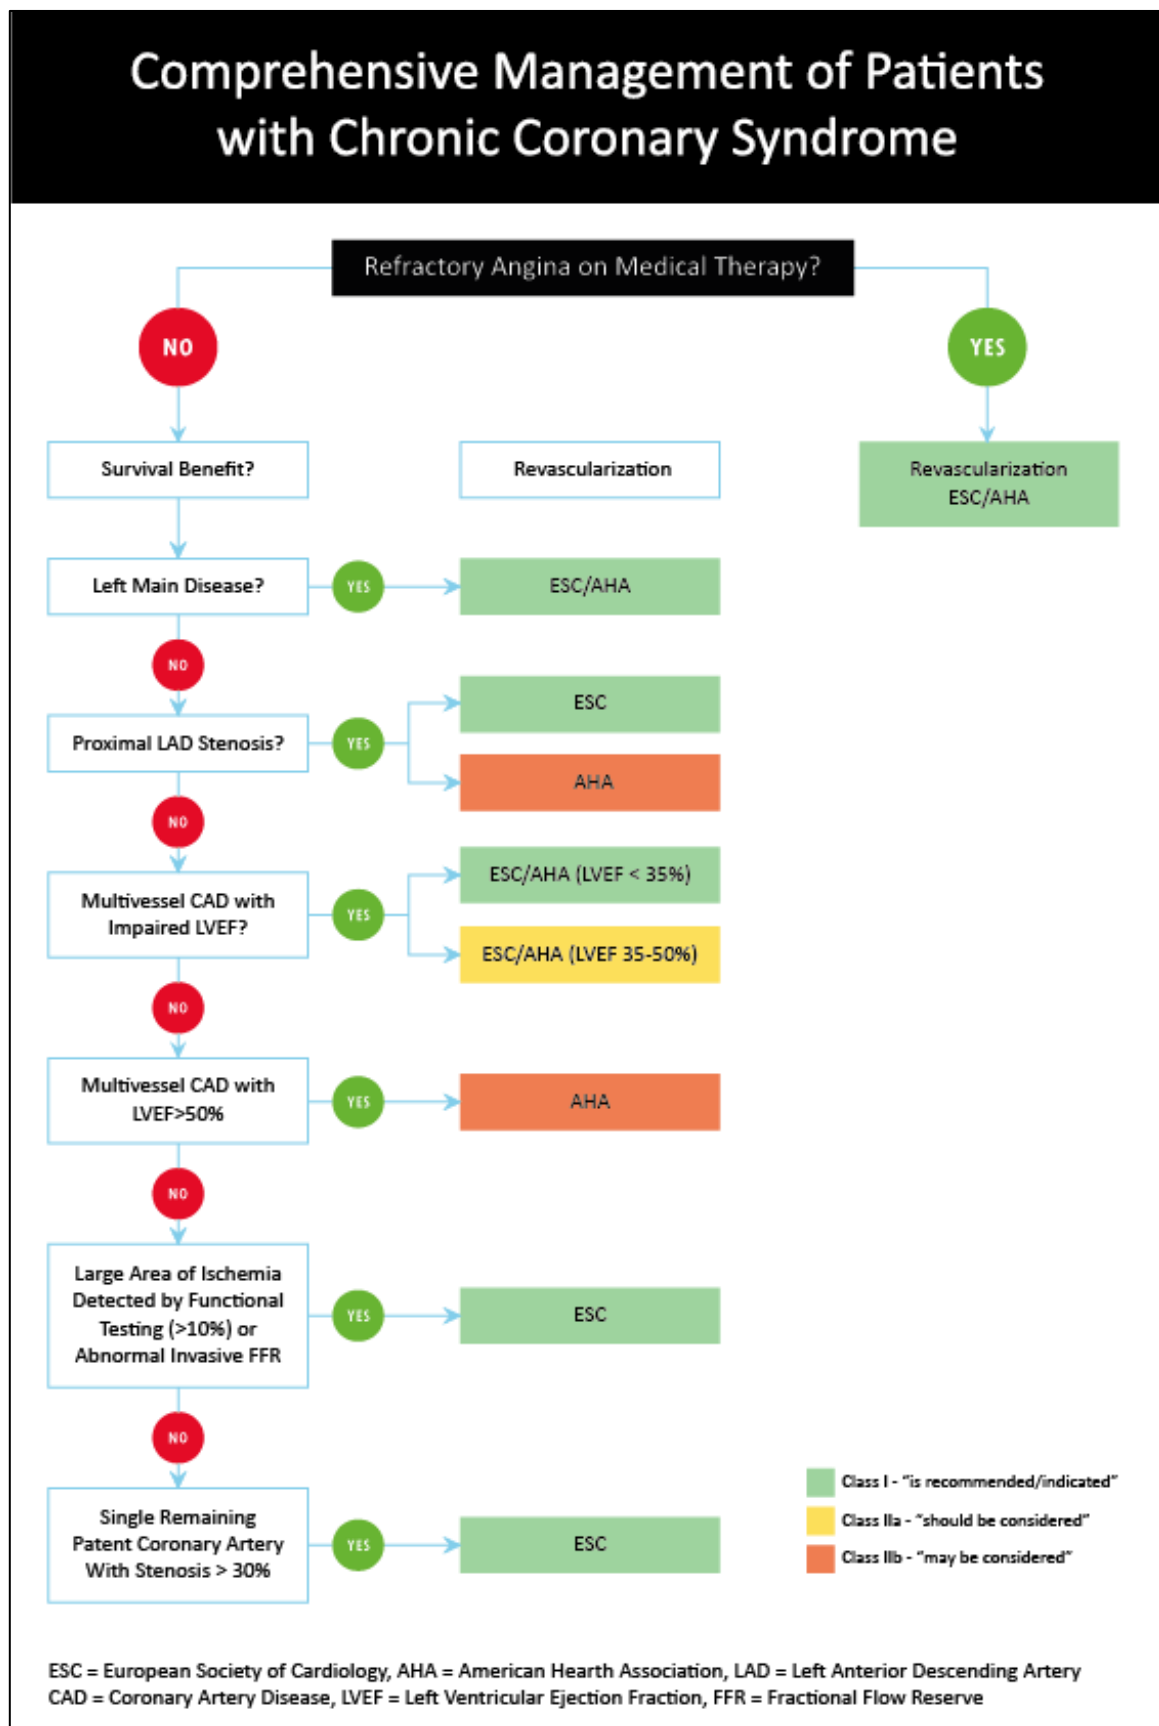 Comprehensive Management of Patients
with Chronic Coronary Syndrome
Refractory Angina on Medical Therapy?
NO
YES
Survival Benefit?
Revascularization
Revascularization
ESC/AHA
Left Main Disease?
YES
ESC/AHA
NO
Proximal LAD Stenosis?
YES
ESC
AHA
NO
Multivessel CAD with
Impaired LVEF?
YES
ESC/AHA (LVEF < 35%)
ESC/AHA (LVEF 35-50%)
NO
Multivessel CAD with
LVEF>50%
YES
AHA
NO
Large Area of Ischemia
Detected by Functional
Testing (>10%) or
Abnormal Invasive FFR
YES
ESC
NO
Single Remaining
Patent Coronary Artery
With Stenosis > 30%
YES
ESC
Class I - “is recommended/indicated”
Class IIa - “should be considered”
Class IIb - “may be considered”
ESC = European Society of Cardiology, AHA = American Hearth Association, LAD = Left Anterior Descending Artery
CAD = Coronary Artery Disease, LVEF = Left Ventricular Ejection Fraction, FFR = Fractional Flow Reserve